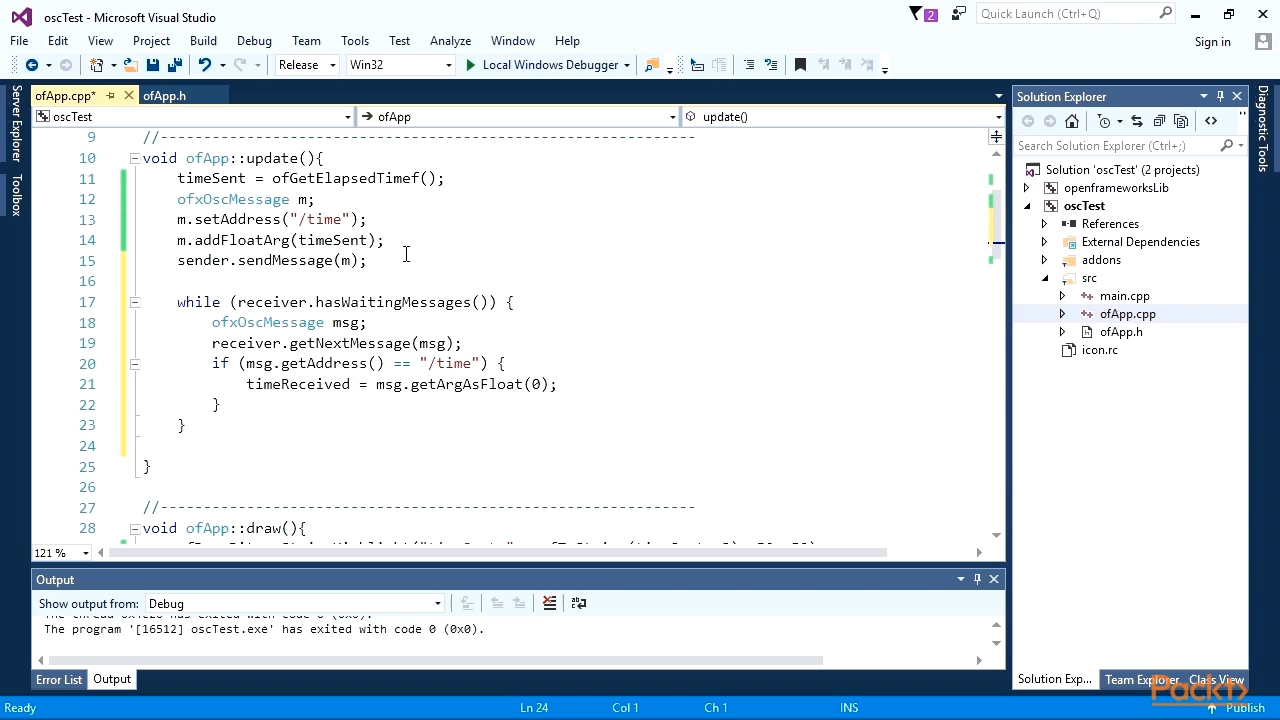 oscTest - Microsoft Visual Studio
2
Quick Launch (Ctrl+Q)
File Edit View Project Build Debug Team Tools Test Analyze Window Help
Sign in
Release Win32 Local Windows Debugger
Server Explorer
Toolbox
ofApp.cpp* ofApp.h
oscTest ofApp update()
9 //--------------------------------------------------------------
10 void ofApp::update(){
11 timeSent = ofGetElapsedTimef();
12 ofxOscMessage m;
13 m.setAddress("/time");
14 m.addFloatArg(timeSent);
15 sender.sendMessage(m);
16
17 while (receiver.hasWaitingMessages()) {
18 ofxOscMessage msg;
19 receiver.getNextMessage(msg);
20 if (msg.getAddress() == "/time") {
21 timeReceived = msg.getArgAsFloat(0);
22 }
23 }
24
25 }
26
27 //--------------------------------------------------------------
28 void ofApp::draw(){
121 %
Output
Show output from: Debug
The program '[16512] oscTest.exe' has exited with code 0 (0x0).
Error List Output
Solution Explorer
Search Solution Explorer (Ctrl+;)
Solution 'oscTest' (2 projects)
openframeworksLib
oscTest
References
External Dependencies
addons
src
main.cpp
ofApp.cpp
ofApp.h
icon.rc
Solution Exp... Team Explorer Class View
Diagnostic Tools
Packt>
Ready Ln 24 Col 1 Ch 1 INS Publish